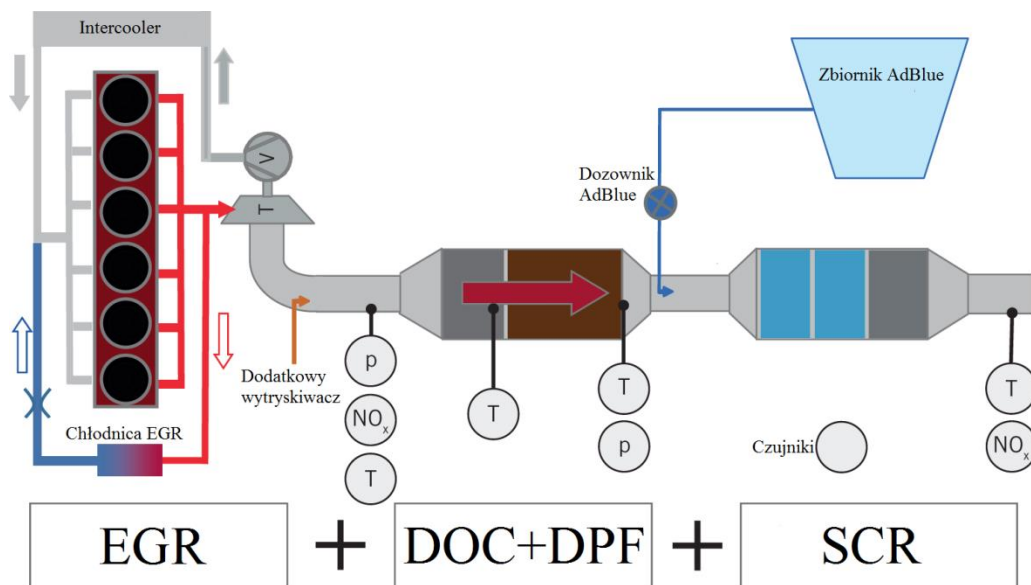 Intercooler
Zbiornik AdBlue
V
Dozownik
AdBlue
T
Dodatkowy
wytryskiwacz
p
NOx
T
T
T
p
Czujniki
T
NOx
Chłodnica EGR
EGR + DOC+DPF + SCR